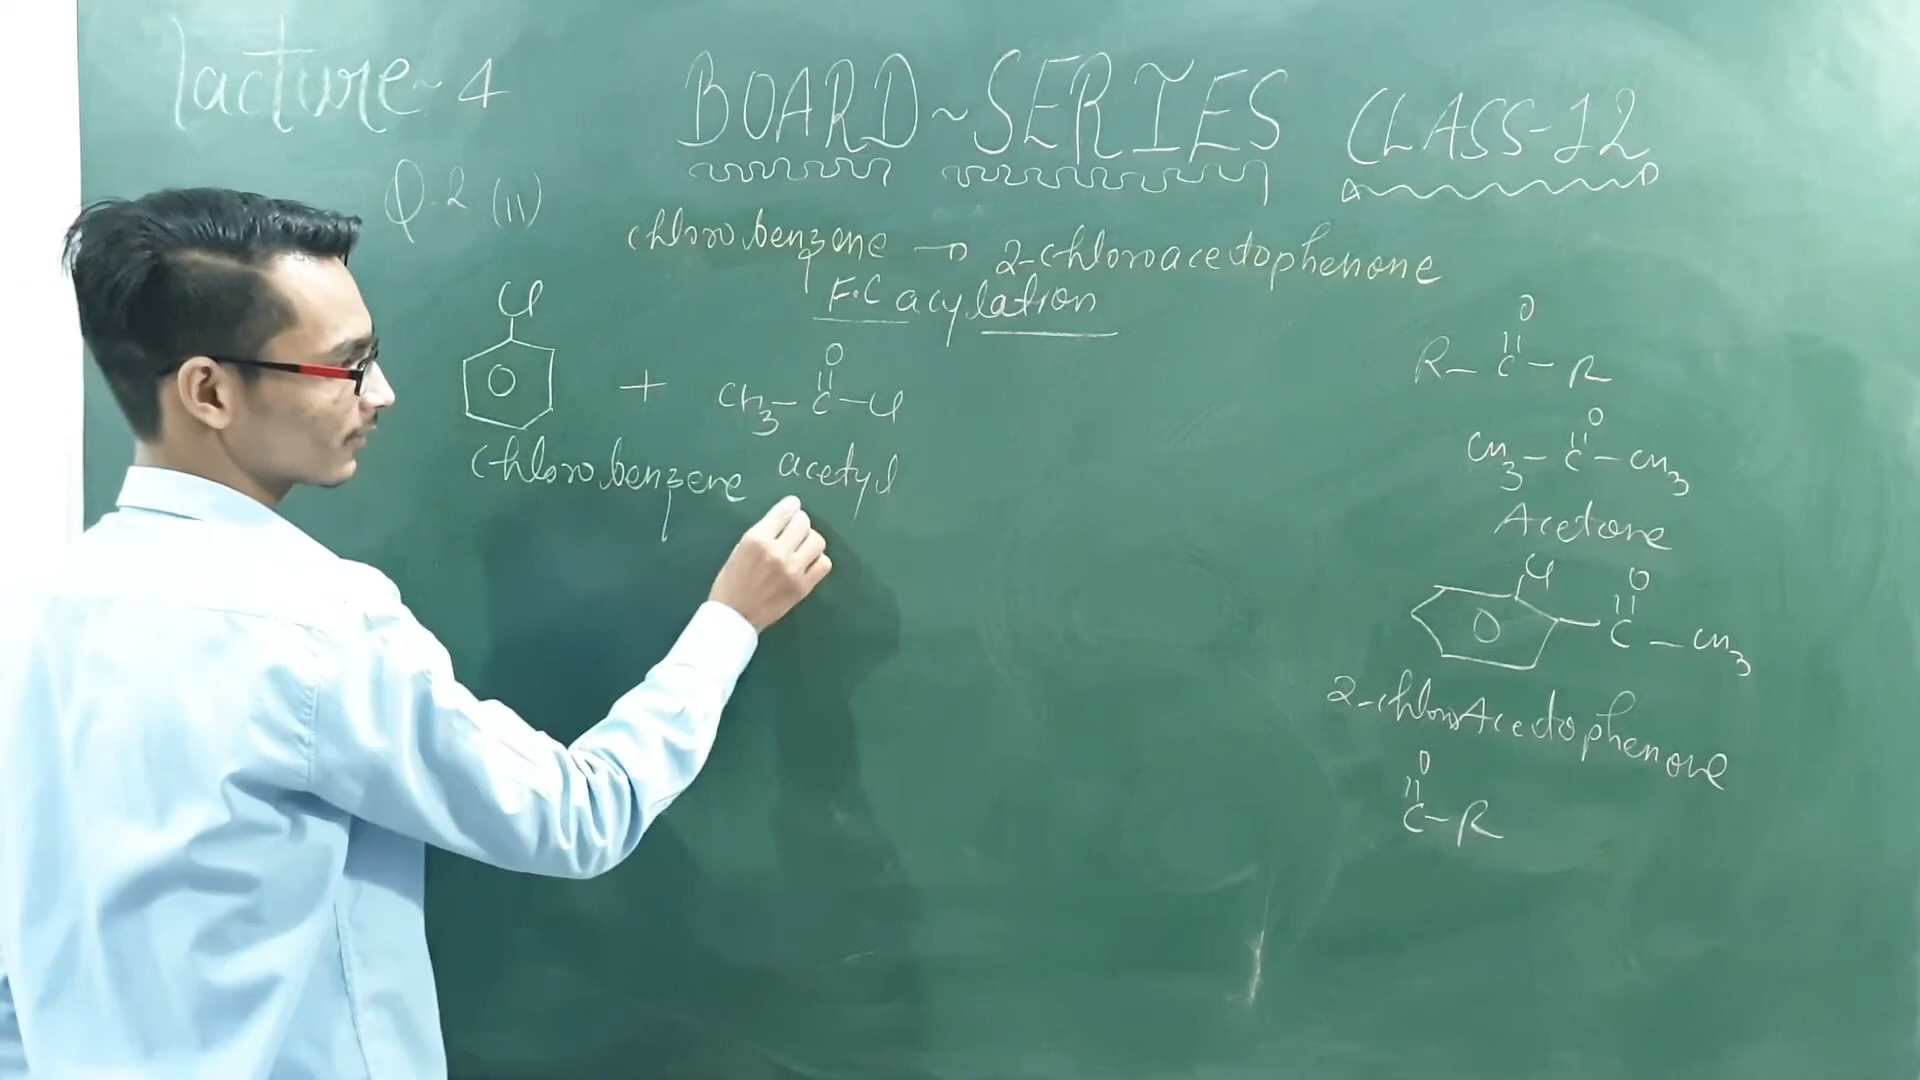 Lacture~4
BOARD~SERIES CLASS-12
Q.2 (11)
chlorobenzene → 2-chloroacetophenone
F.C acylation
Cl
O
+ CH3-C-Cl
chlorobenzene acetyl
O
R-C-R
O
CH3-C-CH3
Acetone
Cl O
O C-CH3
2-chloroAcetophenone
O
C-R